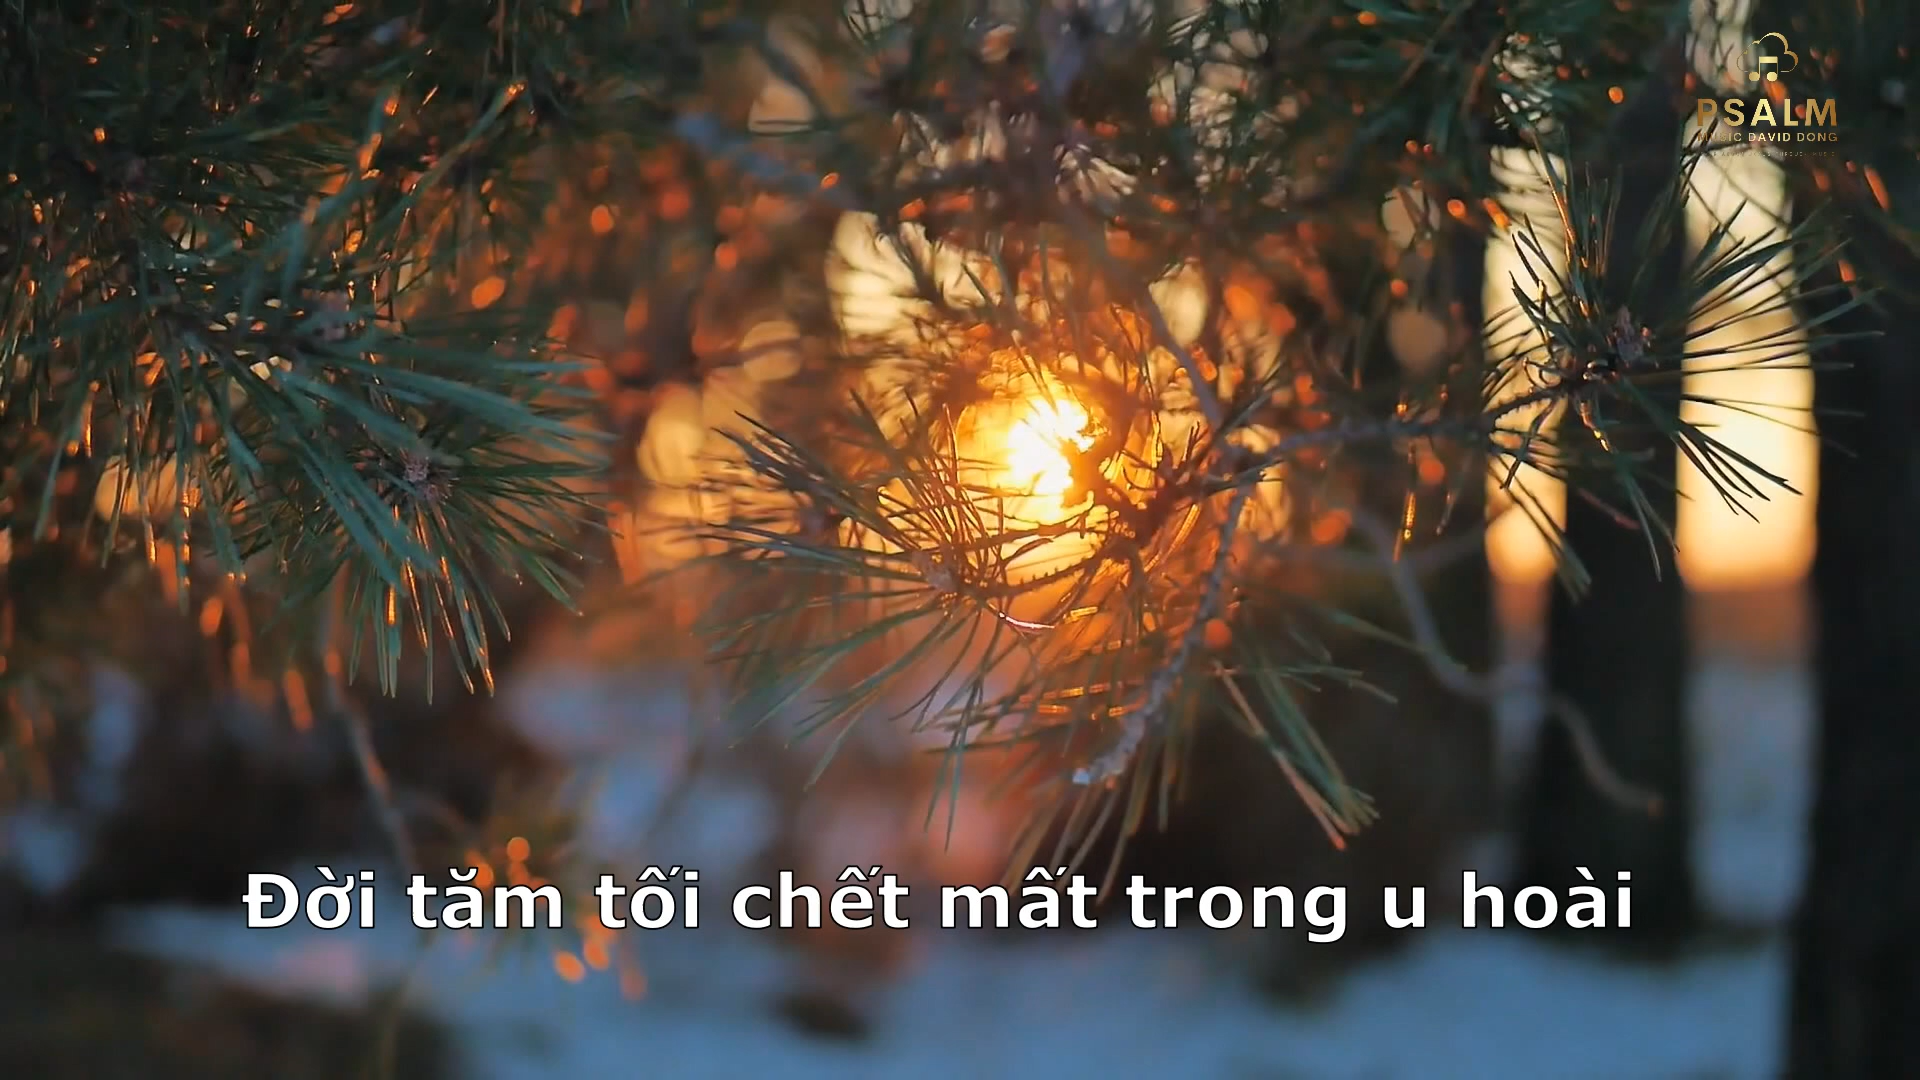 PSALM
MUSIC DAVID DONG
Đời tăm tối chết mất trong u hoài